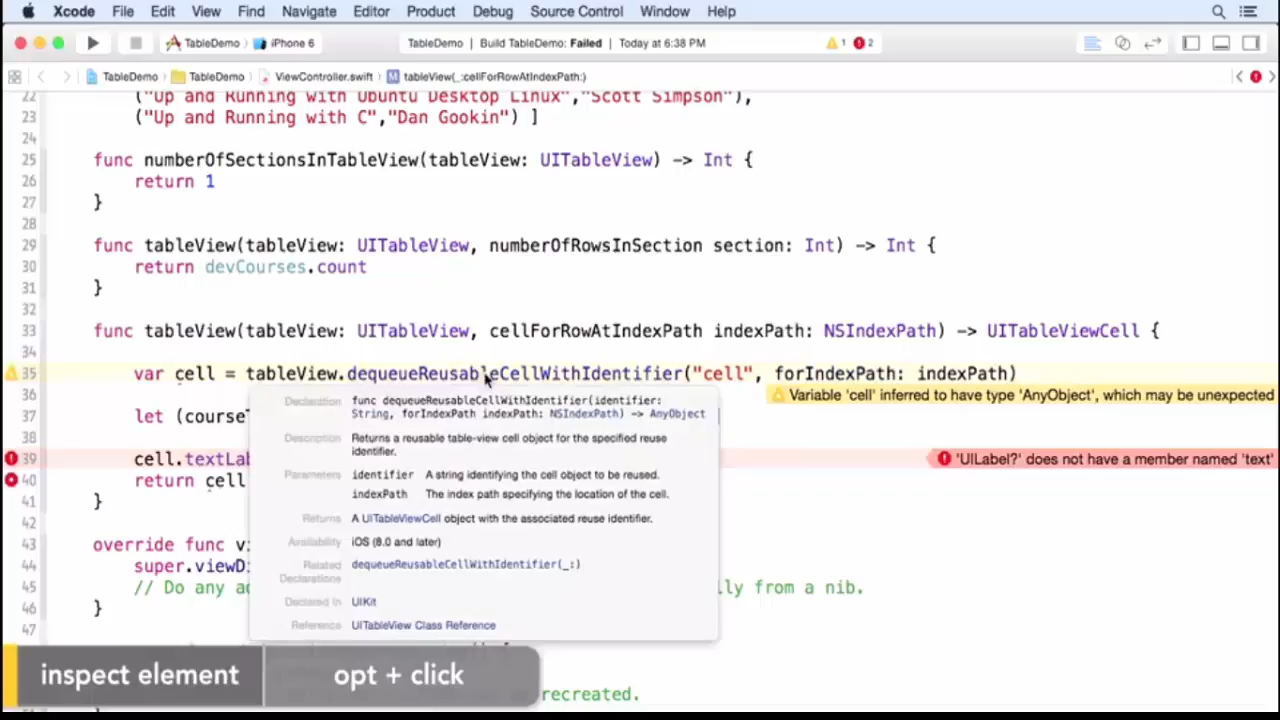 Xcode File Edit View Find Navigate Editor Product Debug Source Control Window Help
TableDemo iPhone 6 TableDemo | Build TableDemo: Failed | Today at 6:38 PM 1 2
TableDemo TableDemo ViewController.swift M tableView(_:cellForRowAtIndexPath:)
22 ("Up and Running with Ubuntu Desktop Linux","Scott Simpson"),
23 ("Up and Running with C","Dan Gookin") ]
24
25 func numberOfSectionsInTableView(tableView: UITableView) -> Int {
26 return 1
27 }
28
29 func tableView(tableView: UITableView, numberOfRowsInSection section: Int) -> Int {
30 return devCourses.count
31 }
32
33 func tableView(tableView: UITableView, cellForRowAtIndexPath indexPath: NSIndexPath) -> UITableViewCell {
34
35 var cell = tableView.dequeueReusableCellWithIdentifier("cell", forIndexPath: indexPath)
36 Variable 'cell' inferred to have type 'AnyObject', which may be unexpected
Declaration func dequeueReusableCellWithIdentifier(identifier:
String, forIndexPath indexPath: NSIndexPath) -> AnyObject
37 let (course
38
Description Returns a reusable table-view cell object for the specified reuse
identifier.
39 cell.textLab 'UILabel?' does not have a member named 'text'
Parameters identifier A string identifying the cell object to be reused.
40 return cell
indexPath The index path specifying the location of the cell.
41 }
Returns A UITableViewCell object with the associated reuse identifier.
42
Availability iOS (8.0 and later)
43 override func v
44 super.viewD
Related Declarations dequeueReusableCellWithIdentifier(_:)
45 // Do any a lly from a nib.
46 }
Declared In UIKit
47
Reference UITableView Class Reference
{
inspect element opt + click
recreated.